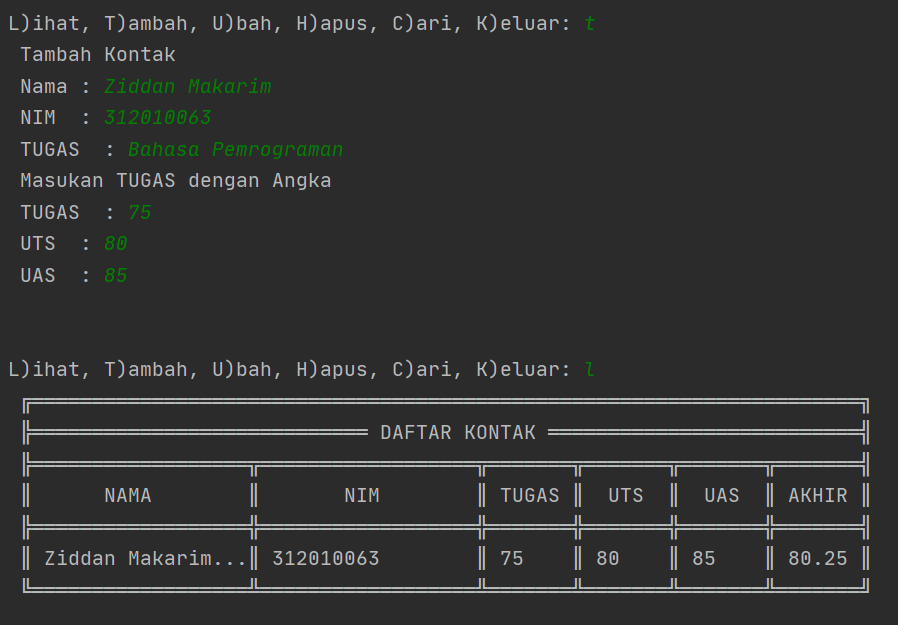 L)ihat, T)ambah, U)bah, H)apus, C)ari, K)eluar: t
Tambah Kontak
Nama : Ziddan Makarim
NIM  : 312010063
TUGAS  : Bahasa Pemrograman
Masukan TUGAS dengan Angka
TUGAS  : 75
UTS  : 80
UAS  : 85
L)ihat, T)ambah, U)bah, H)apus, C)ari, K)eluar: l
DAFTAR KONTAK
NAMA NIM TUGAS UTS UAS AKHIR
Ziddan Makarim... 312010063 75 80 85 80.25